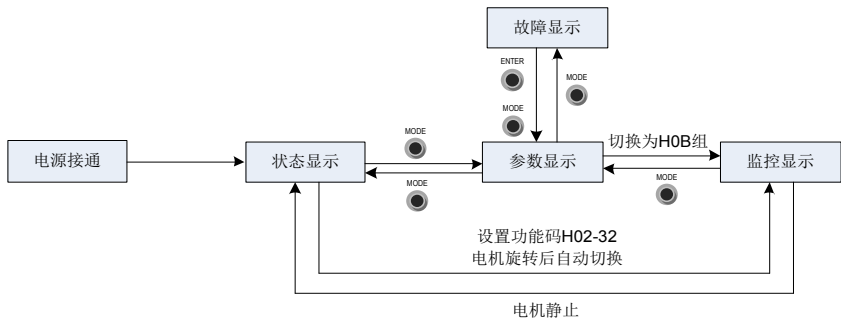 故障显示
ENTER
MODE
MODE
MODE
切换为H0B组
电源接通
状态显示
参数显示
监控显示
MODE
MODE
设置功能码H02-32
电机旋转后自动切换
电机静止